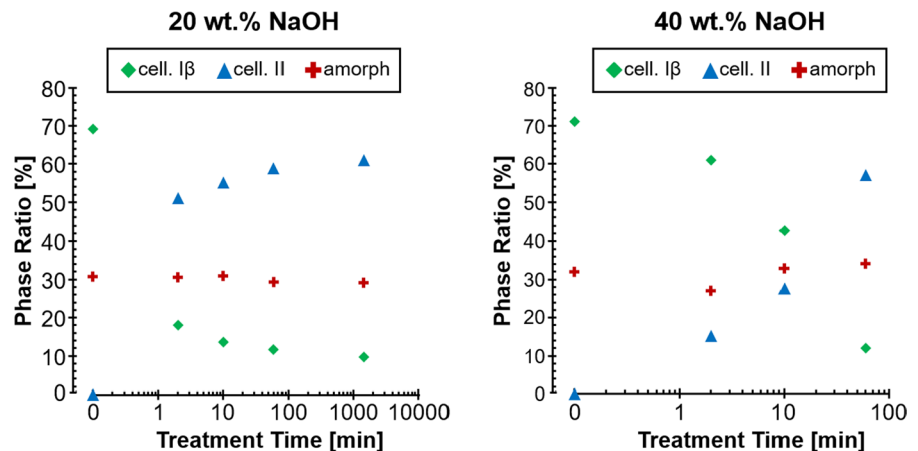 20 wt.% NaOH
cell. Iβ cell. II amorph
Phase Ratio [%]
80
70
60
50
40
30
20
10
0
0 1 10 100 1000 10000
Treatment Time [min]
40 wt.% NaOH
cell. Iβ cell. II amorph
Phase Ratio [%]
80
70
60
50
40
30
20
10
0
0 1 10 100
Treatment Time [min]